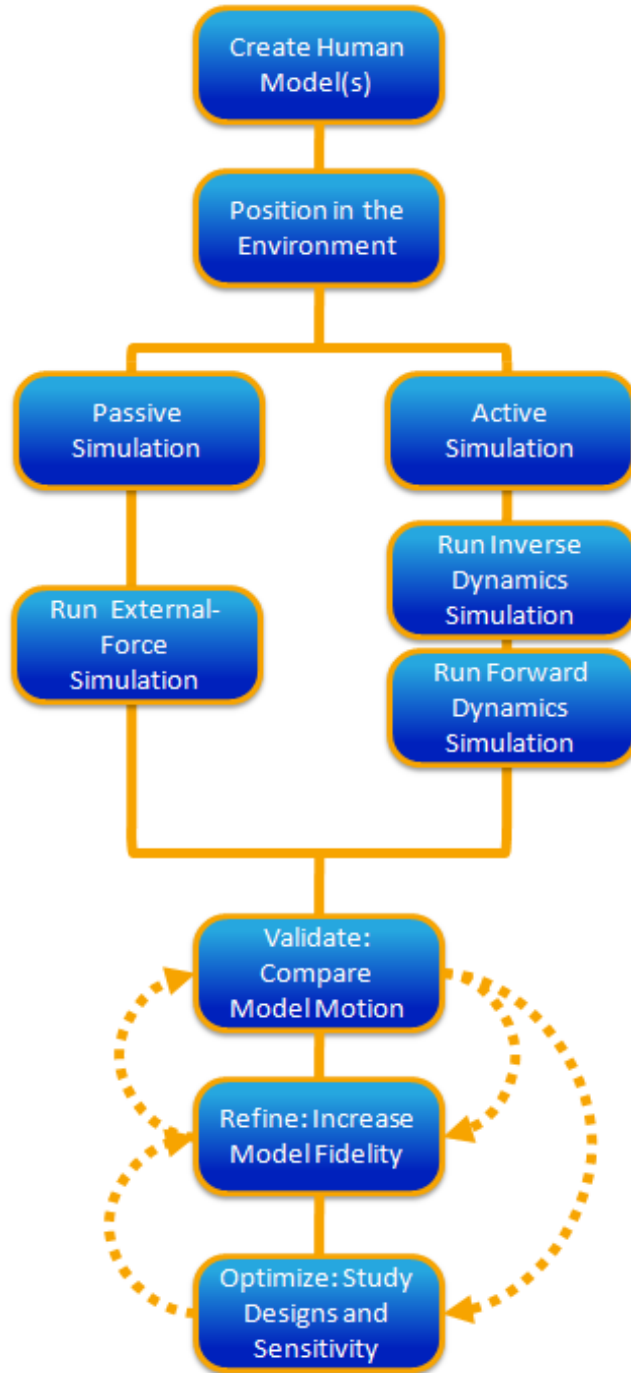 Create Human
Model(s)
Position in the
Environment
Passive
Simulation
Active
Simulation
Run Inverse
Dynamics
Simulation
Run External-
Force
Simulation
Run Forward
Dynamics
Simulation
Validate:
Compare
Model Motion
Refine: Increase
Model Fidelity
Optimize: Study
Designs and
Sensitivity